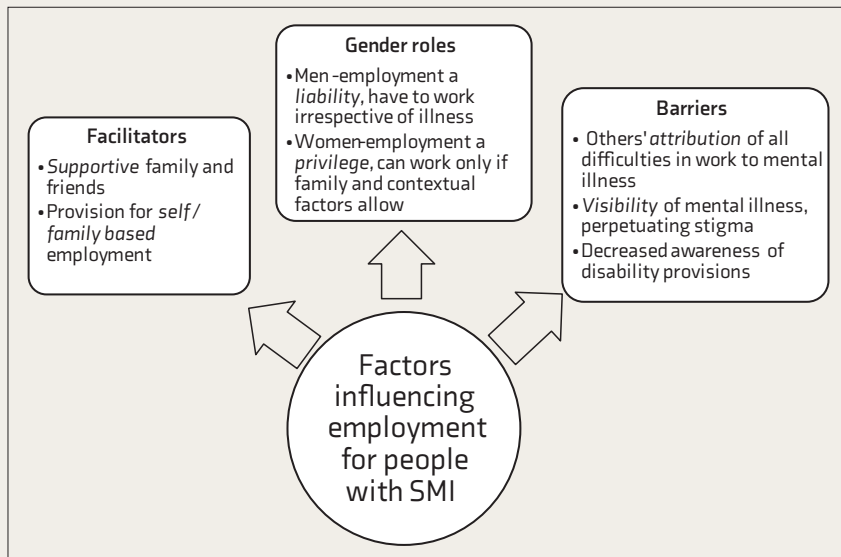 Gender roles
•Men-employment a
liability, have to work
irrespective of illness
•Women-employment a
privilege, can work only if
family and contextual
factors allow
Facilitators
•Supportive family and
friends
•Provision for self/
family based
employment
Barriers
• Others' attribution of all
difficulties in work to mental
illness
•Visibility of mental illness,
perpetuating stigma
•Decreased awareness of
disability provisions
Factors
influencing
employment
for people
with SMI